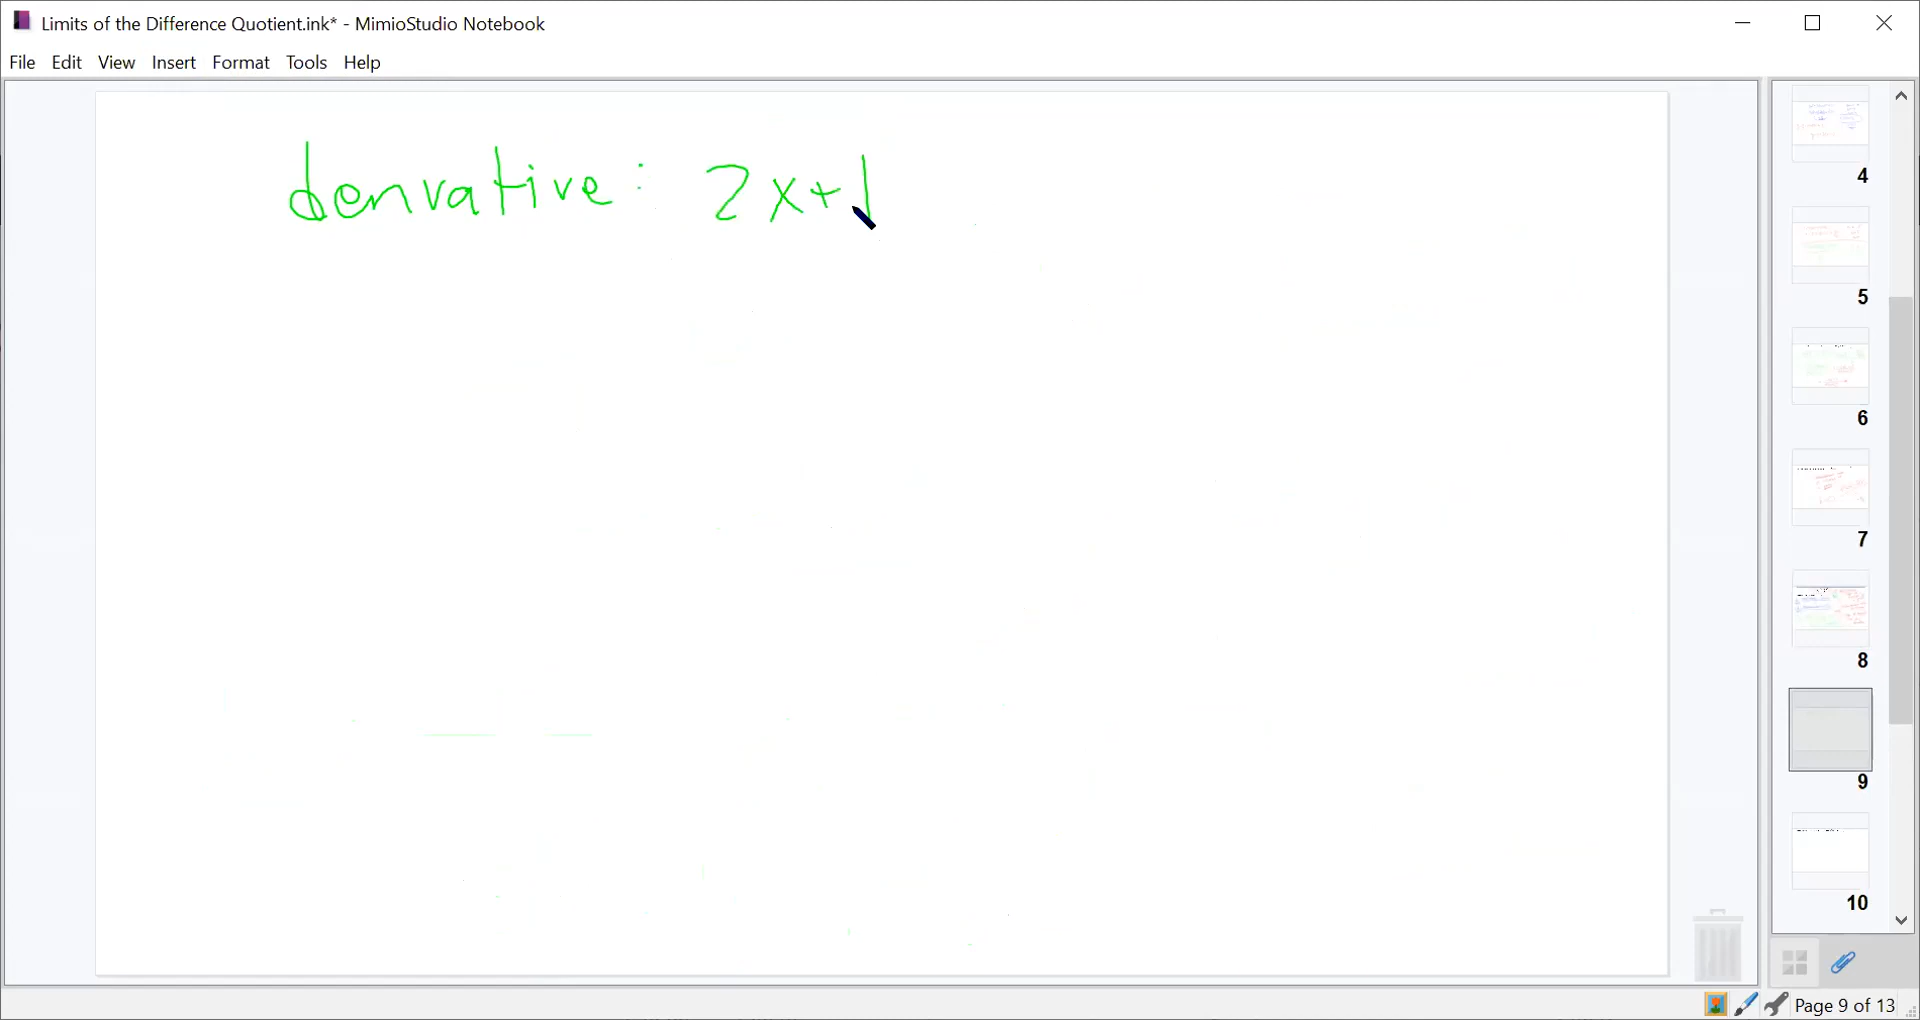 Limits of the Difference Quotient.ink* - MimioStudio Notebook
File Edit View Insert Format Tools Help
derivative: 2x+1
4
5
6
7
8
9
10
Page 9 of 13